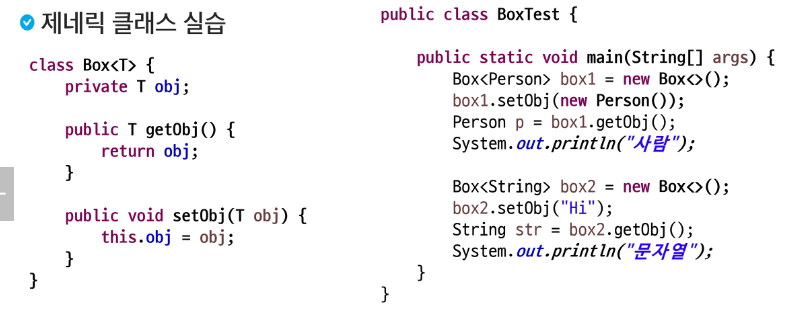 제네릭 클래스 실습
class Box<T> {
private T obj;
public T getObj() {
return obj;
}
public void setObj(T obj) {
this.obj = obj;
}
}
public class BoxTest {
public static void main(String[] args) {
Box<Person> box1 = new Box<>();
box1.setObj(new Person());
Person p = box1.getObj();
System.out.println("사람");
Box<String> box2 = new Box<>();
box2.setObj("Hi");
String str = box2.getObj();
System.out.println("문자열");
}
}